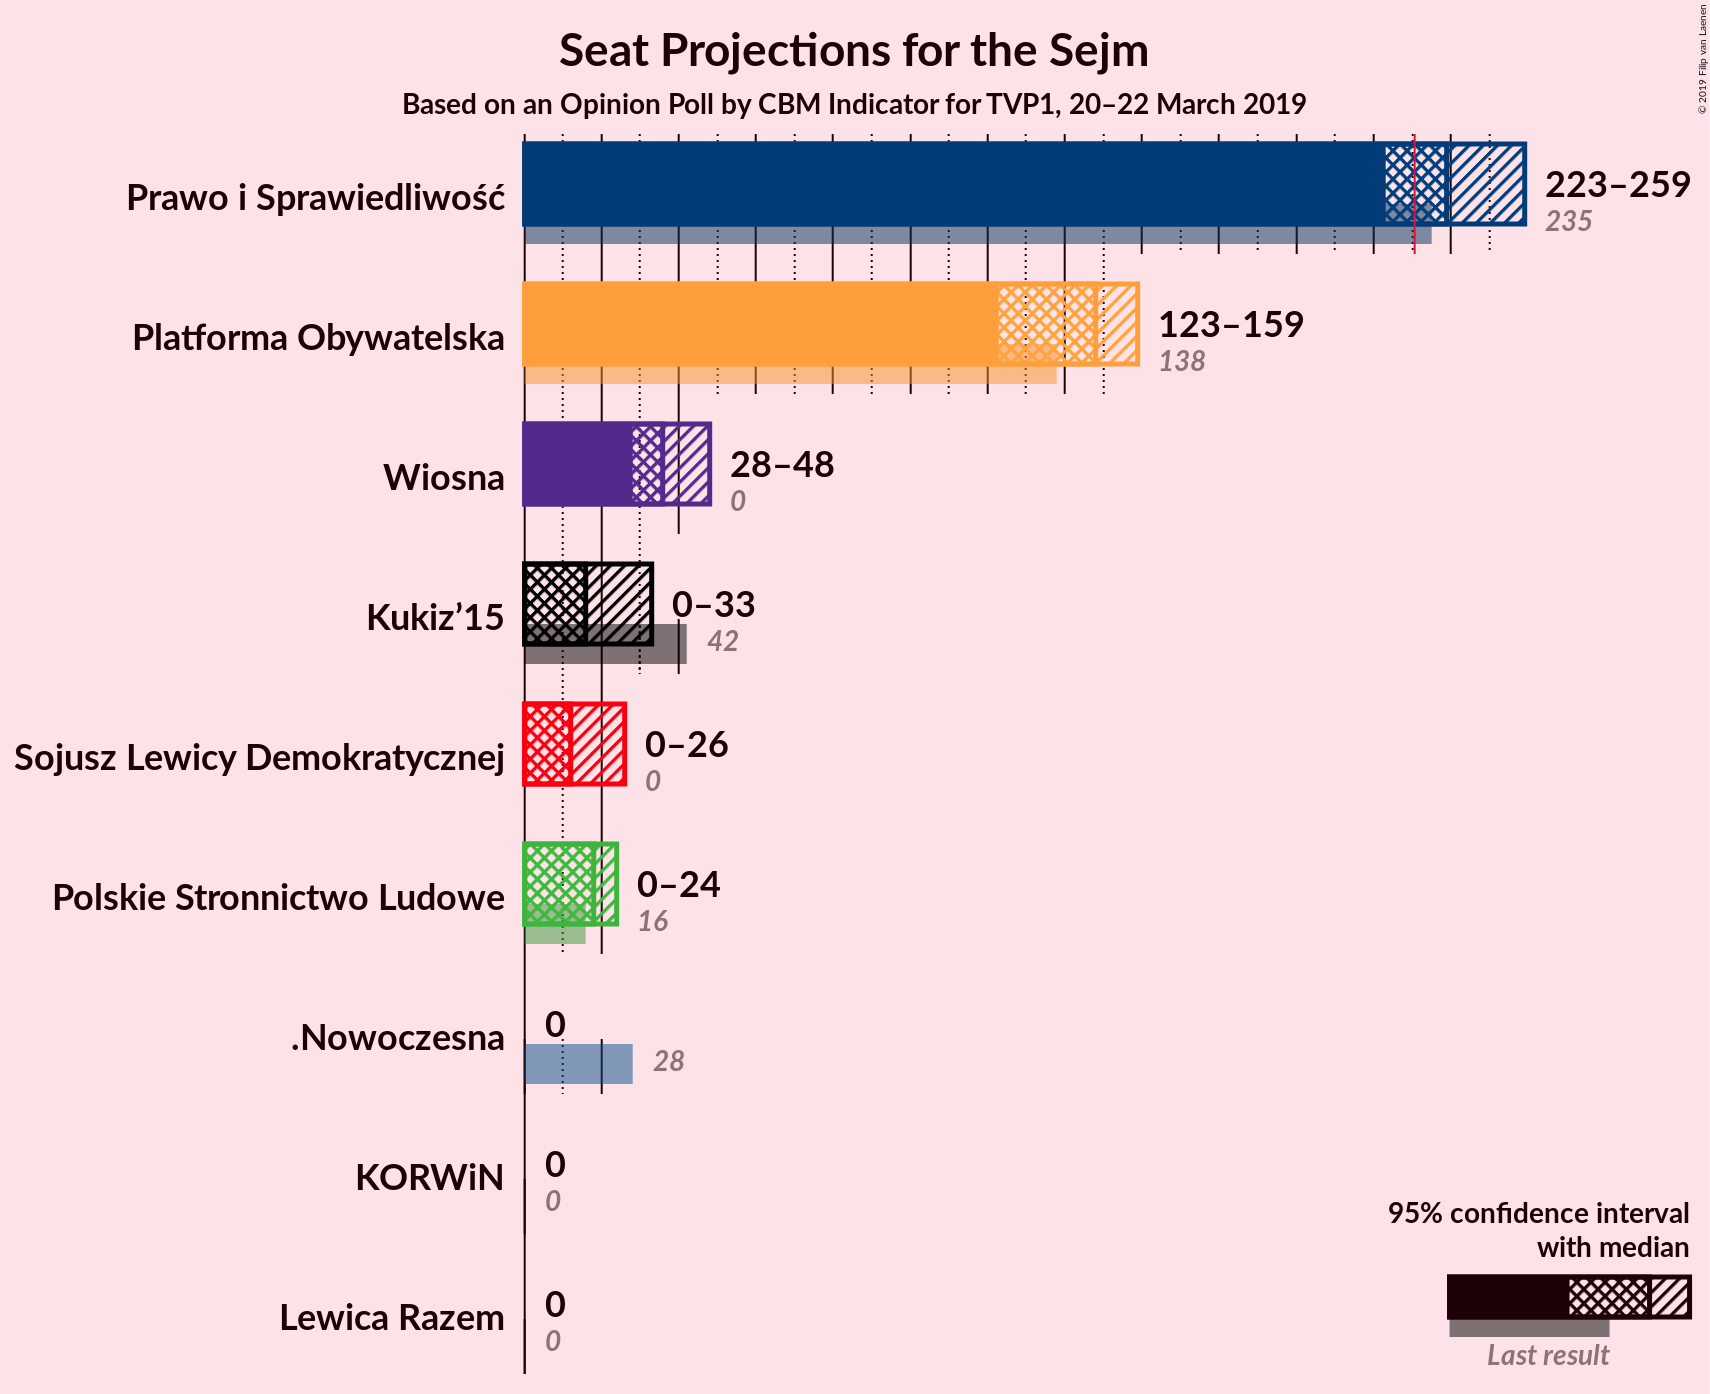 Seat Projections for the Sejm
Based on an Opinion Poll by CBM Indicator for TVP1, 20–22 March 2019
© 2019 Filip van Laenen
Prawo i Sprawiedliwość
223–259
235
Platforma Obywatelska
123–159
138
Wiosna
28–48
0
Kukiz’15
0–33
42
Sojusz Lewicy Demokratycznej
0–26
0
Polskie Stronnictwo Ludowe
0–24
16
.Nowoczesna
0
28
KORWiN
0
0
Lewica Razem
0
0
95% confidence interval
with median
Last result